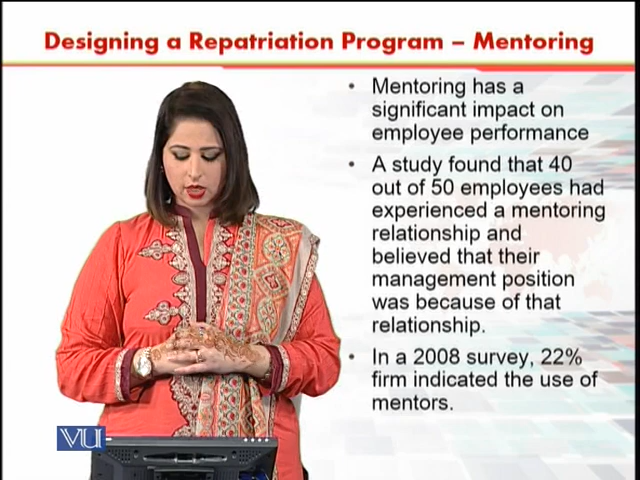 Designing a Repatriation Program – Mentoring
• Mentoring has a
significant impact on
employee performance
• A study found that 40
out of 50 employees had
experienced a mentoring
relationship and
believed that their
management position
was because of that
relationship.
• In a 2008 survey, 22%
firm indicated the use of
mentors.
VU